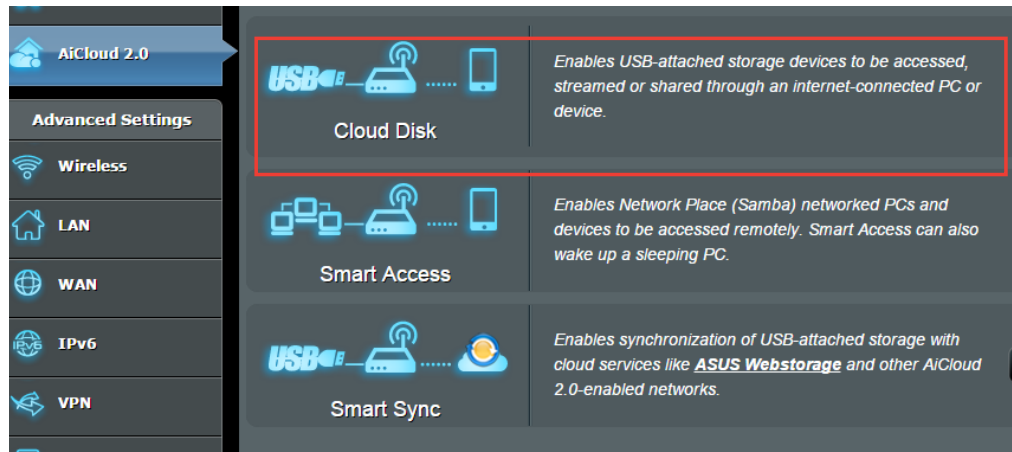 AiCloud 2.0
Advanced Settings
Wireless
LAN
WAN
IPv6
IPv6
VPN
USB
Cloud Disk
Enables USB-attached storage devices to be accessed,
streamed or shared through an internet-connected PC or
device.
Smart Access
Enables Network Place (Samba) networked PCs and
devices to be accessed remotely. Smart Access can also
wake up a sleeping PC.
USB
Smart Sync
Enables synchronization of USB-attached storage with
cloud services like ASUS Webstorage and other AiCloud
2.0-enabled networks.